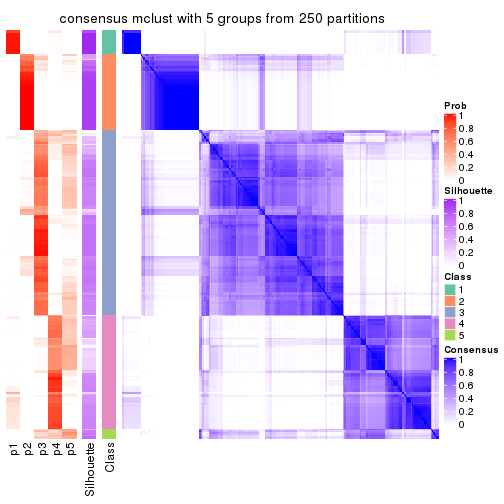 consensus mclust with 5 groups from 250 partitions
Prob
1
0.8
0.6
0.4
0.2
0
Silhouette
1
0.8
0.6
0.4
0.2
0
Class
1
2
3
4
5
Consensus
1
0.8
0.6
0.4
0.2
0
p1
p2
p3
p4
p5
Silhouette
Class